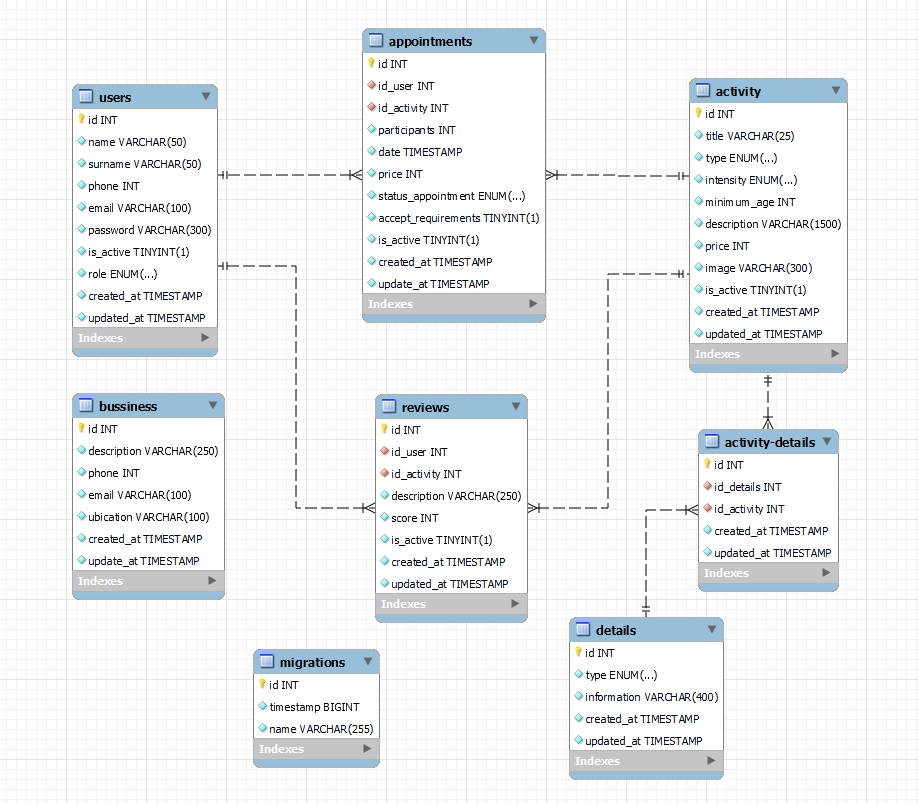 users
id INT
name VARCHAR(50)
surname VARCHAR(50)
phone INT
email VARCHAR(100)
password VARCHAR(300)
is_active TINYINT(1)
role ENUM(...)
created_at TIMESTAMP
updated_at TIMESTAMP
Indexes
appointments
id INT
id_user INT
id_activity INT
participants INT
date TIMESTAMP
price INT
status_appointment ENUM(...)
accept_requirements TINYINT(1)
is_active TINYINT(1)
created_at TIMESTAMP
update_at TIMESTAMP
Indexes
activity
id INT
title VARCHAR(25)
type ENUM(...)
intensity ENUM(...)
minimum_age INT
description VARCHAR(1500)
price INT
image VARCHAR(300)
is_active TINYINT(1)
created_at TIMESTAMP
updated_at TIMESTAMP
Indexes
bussiness
id INT
description VARCHAR(250)
phone INT
email VARCHAR(100)
ubication VARCHAR(100)
created_at TIMESTAMP
update_at TIMESTAMP
Indexes
reviews
id INT
id_user INT
id_activity INT
description VARCHAR(250)
score INT
is_active TINYINT(1)
created_at TIMESTAMP
updated_at TIMESTAMP
Indexes
activity-details
id INT
id_details INT
id_activity INT
created_at TIMESTAMP
updated_at TIMESTAMP
Indexes
migrations
id INT
timestamp BIGINT
name VARCHAR(255)
Indexes
details
id INT
type ENUM(...)
information VARCHAR(400)
created_at TIMESTAMP
updated_at TIMESTAMP
Indexes